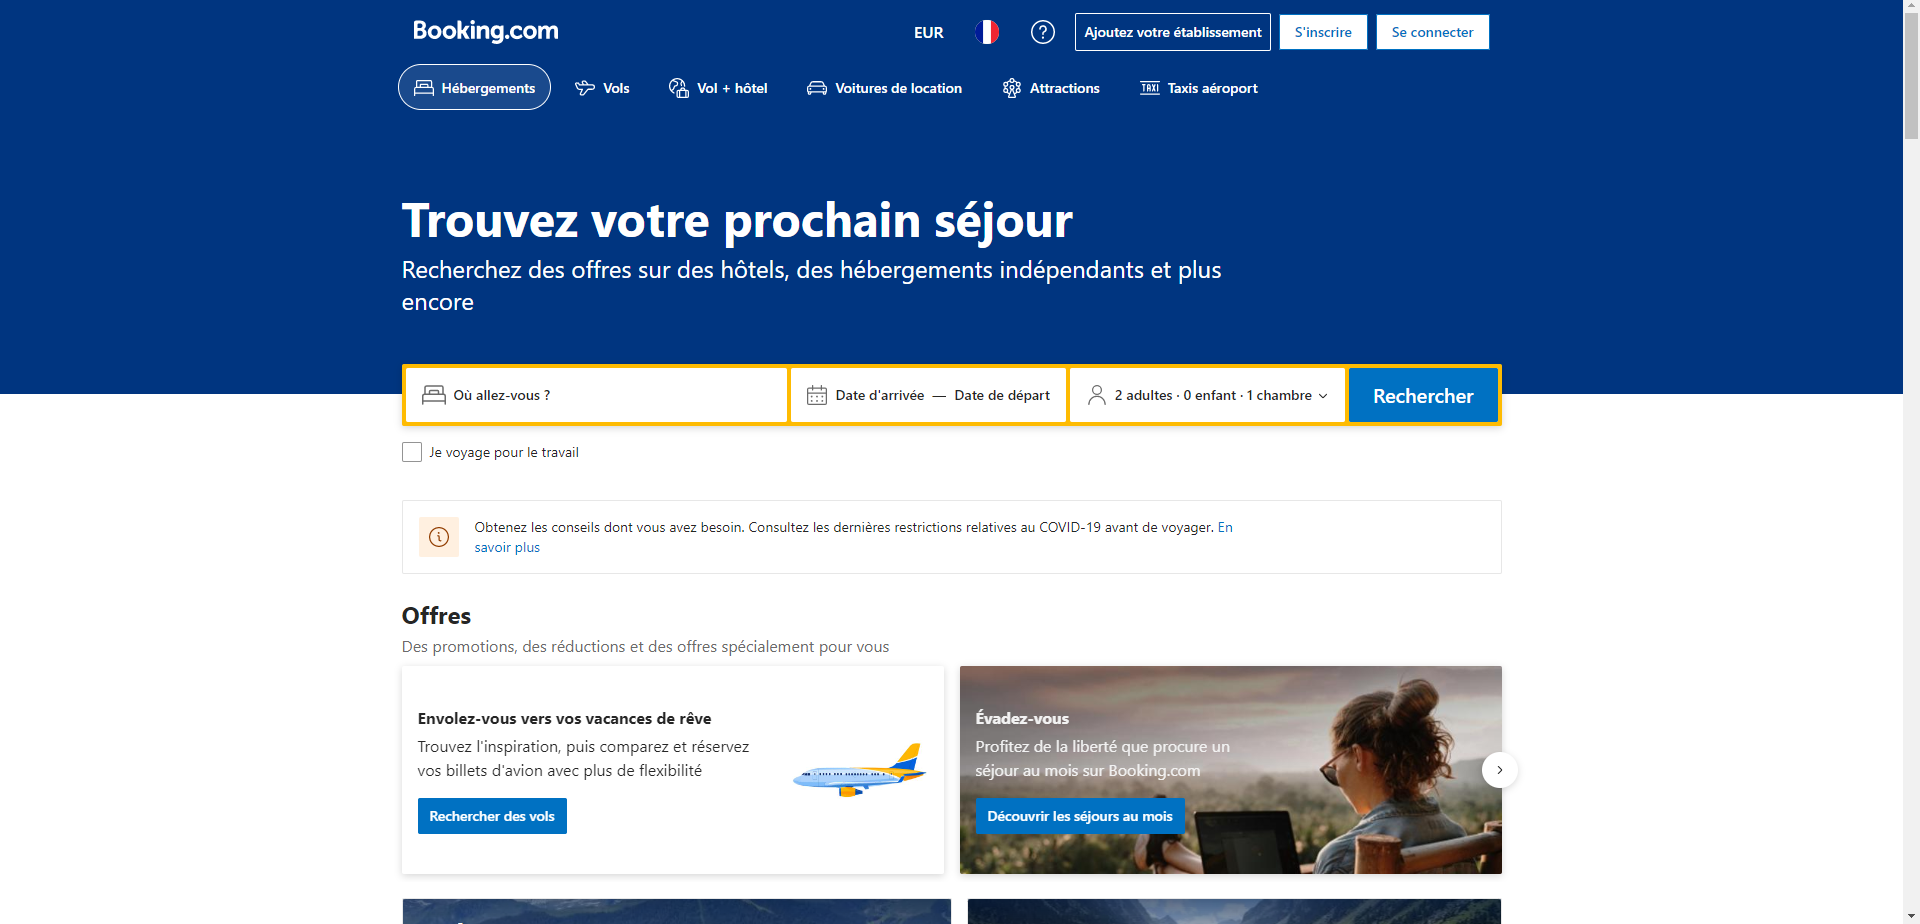 Booking.com
EUR
Ajoutez votre établissement
S'inscrire
Se connecter
Hébergements
Vols
Vol + hôtel
Voitures de location
Attractions
TAXI
Taxis aéroport
Trouvez votre prochain séjour
Recherchez des offres sur des hôtels, des hébergements indépendants et plus
encore
Où allez-vous ?
Date d'arrivée — Date de départ
2 adultes · 0 enfant · 1 chambre
Rechercher
Je voyage pour le travail
Obtenez les conseils dont vous avez besoin. Consultez les dernières restrictions relatives au COVID-19 avant de voyager. En
savoir plus
Offres
Des promotions, des réductions et des offres spécialement pour vous
Envolez-vous vers vos vacances de rêve
Trouvez l'inspiration, puis comparez et réservez
vos billets d'avion avec plus de flexibilité
Rechercher des vols
Évadez-vous
Profitez de la liberté que procure un
séjour au mois sur Booking.com
Découvrir les séjours au mois